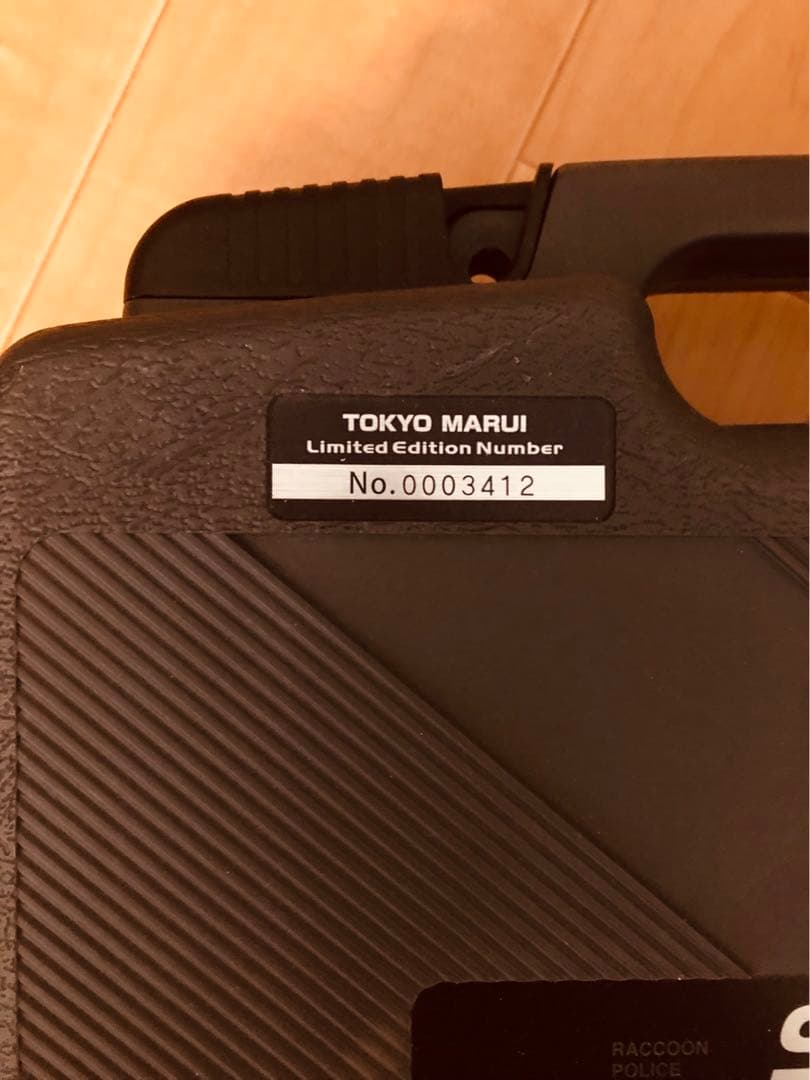 TOKYO MARUI
Limited Edition Number
No.0003412
RACCOON
POLICE